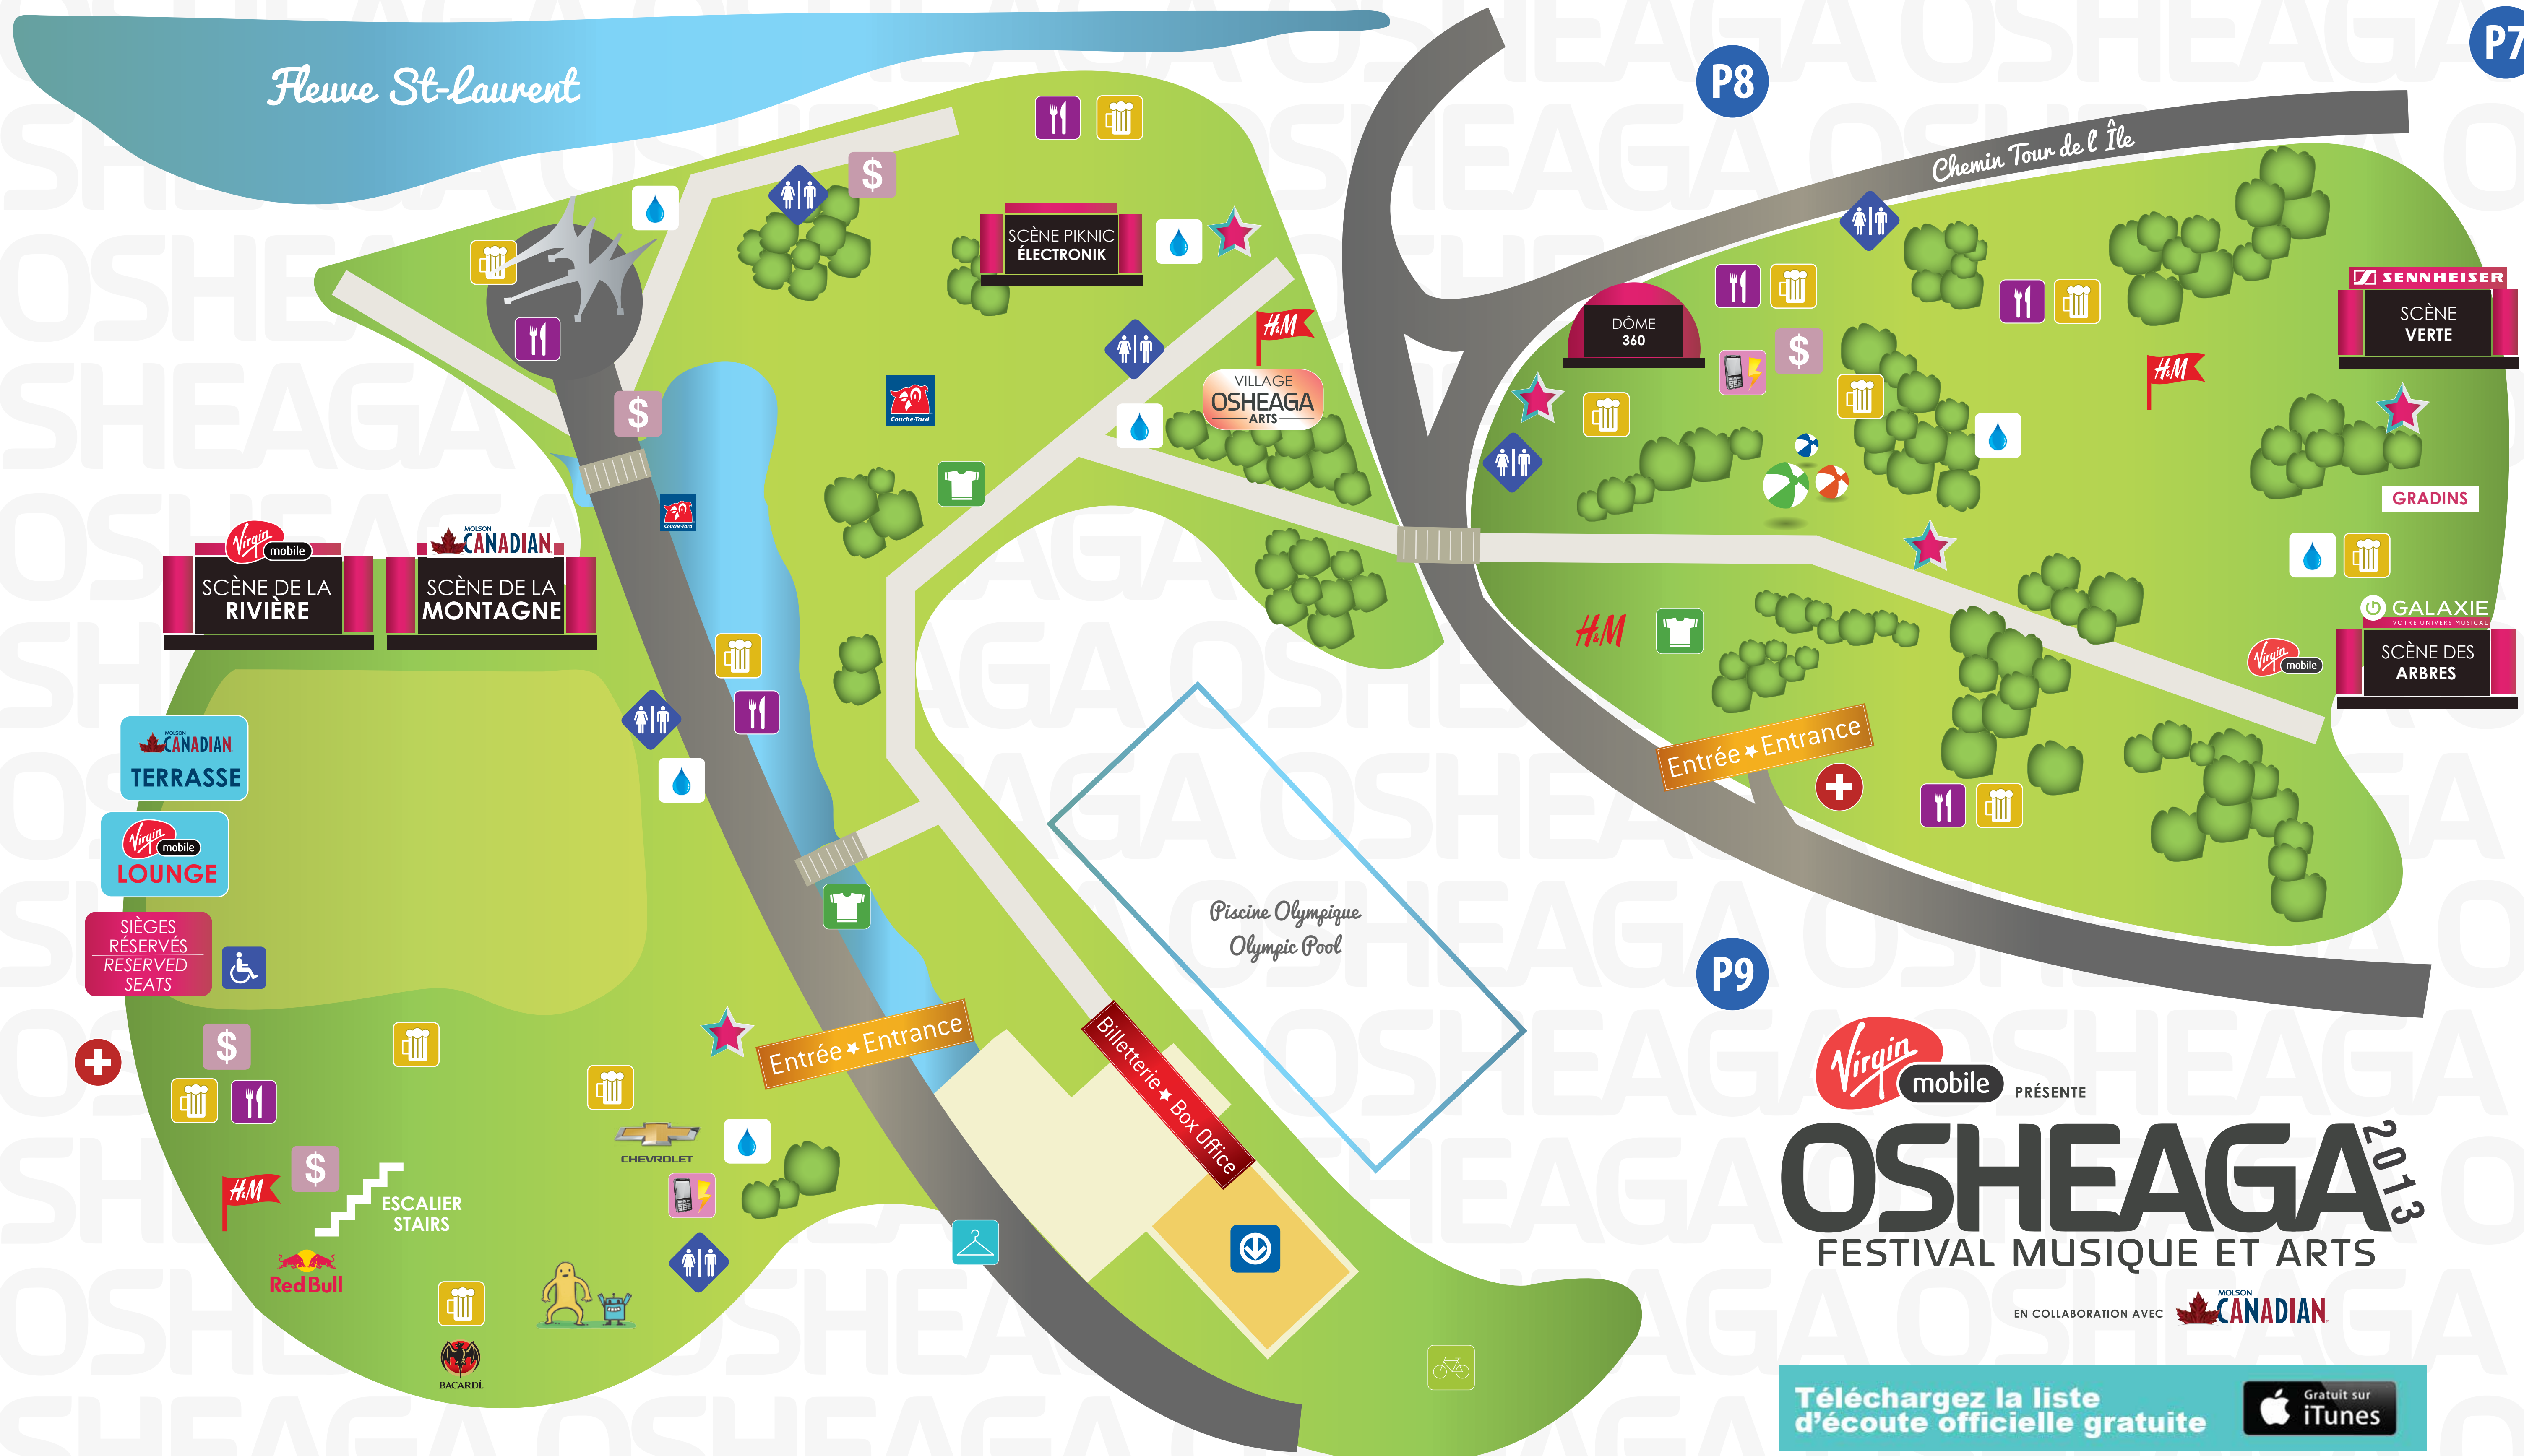 Fleuve St-Laurent
P8
P7
Chemin Tour de l'Île
$
SCÈNE PIKNIC
ÉLECTRONIK
H&M
VILLAGE
OSHEAGA
ARTS
Couche-Tard
$
Couche-Tard
DÔME
360
$
SENNHEISER
SCÈNE
VERTE
H&M
GRADINS
GALAXIE
VOTRE UNIVERS MUSICAL
SCÈNE DES
ARBRES
Virgin
mobile
H&M
Entrée ★ Entrance
Virgin
mobile
SCÈNE DE LA
RIVIÈRE
MOLSON
CANADIAN
SCÈNE DE LA
MONTAGNE
MOLSON
CANADIAN
TERRASSE
Virgin
mobile
LOUNGE
SIÈGES
RÉSERVÉS
RESERVED
SEATS
Piscine Olympique
Olympic Pool
P9
Entrée ★ Entrance
Billetterie ★ Box Office
$
$
CHEVROLET
H&M
ESCALIER
STAIRS
Red Bull
BACARDÍ
Virgin
mobile
PRÉSENTE
OSHEAGA
2013
FESTIVAL MUSIQUE ET ARTS
EN COLLABORATION AVEC
MOLSON
CANADIAN
Téléchargez la liste
d'écoute officielle gratuite
Gratuit sur
iTunes